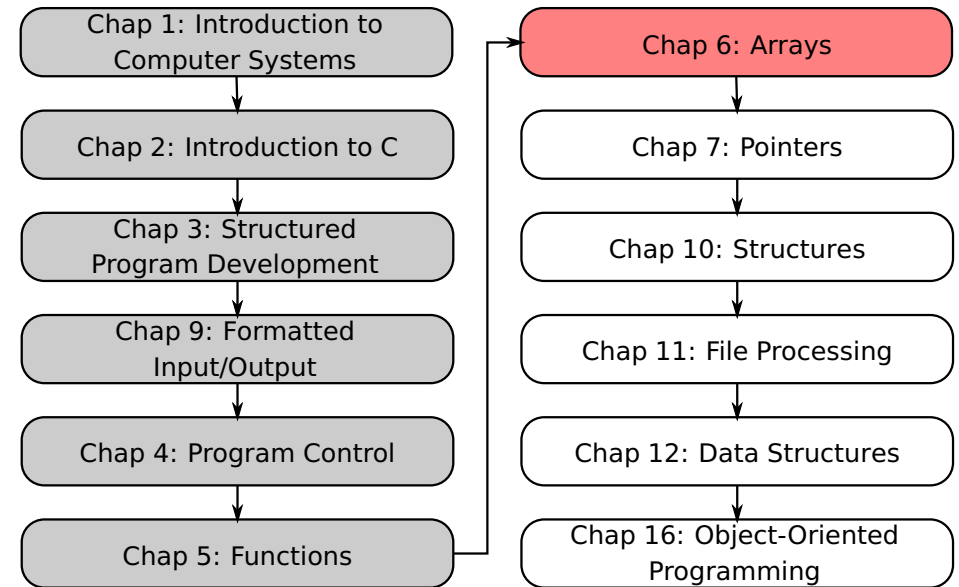 Chap 1: Introduction to
Computer Systems
Chap 2: Introduction to C
Chap 3: Structured
Program Development
Chap 9: Formatted
Input/Output
Chap 4: Program Control
Chap 5: Functions
Chap 6: Arrays
Chap 7: Pointers
Chap 10: Structures
Chap 11: File Processing
Chap 12: Data Structures
Chap 16: Object-Oriented
Programming